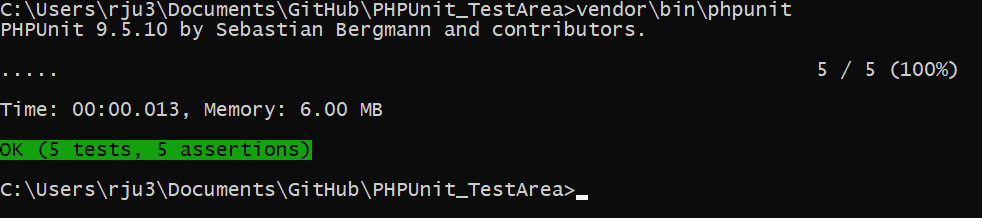 C:\Users\rju3\Documents\GitHub\PHPUnit_TestArea>vendor\bin\phpunit
PHPUnit 9.5.10 by Sebastian Bergmann and contributors.
..... 5 / 5 (100%)
Time: 00:00.013, Memory: 6.00 MB
OK (5 tests, 5 assertions)
C:\Users\rju3\Documents\GitHub\PHPUnit_TestArea>